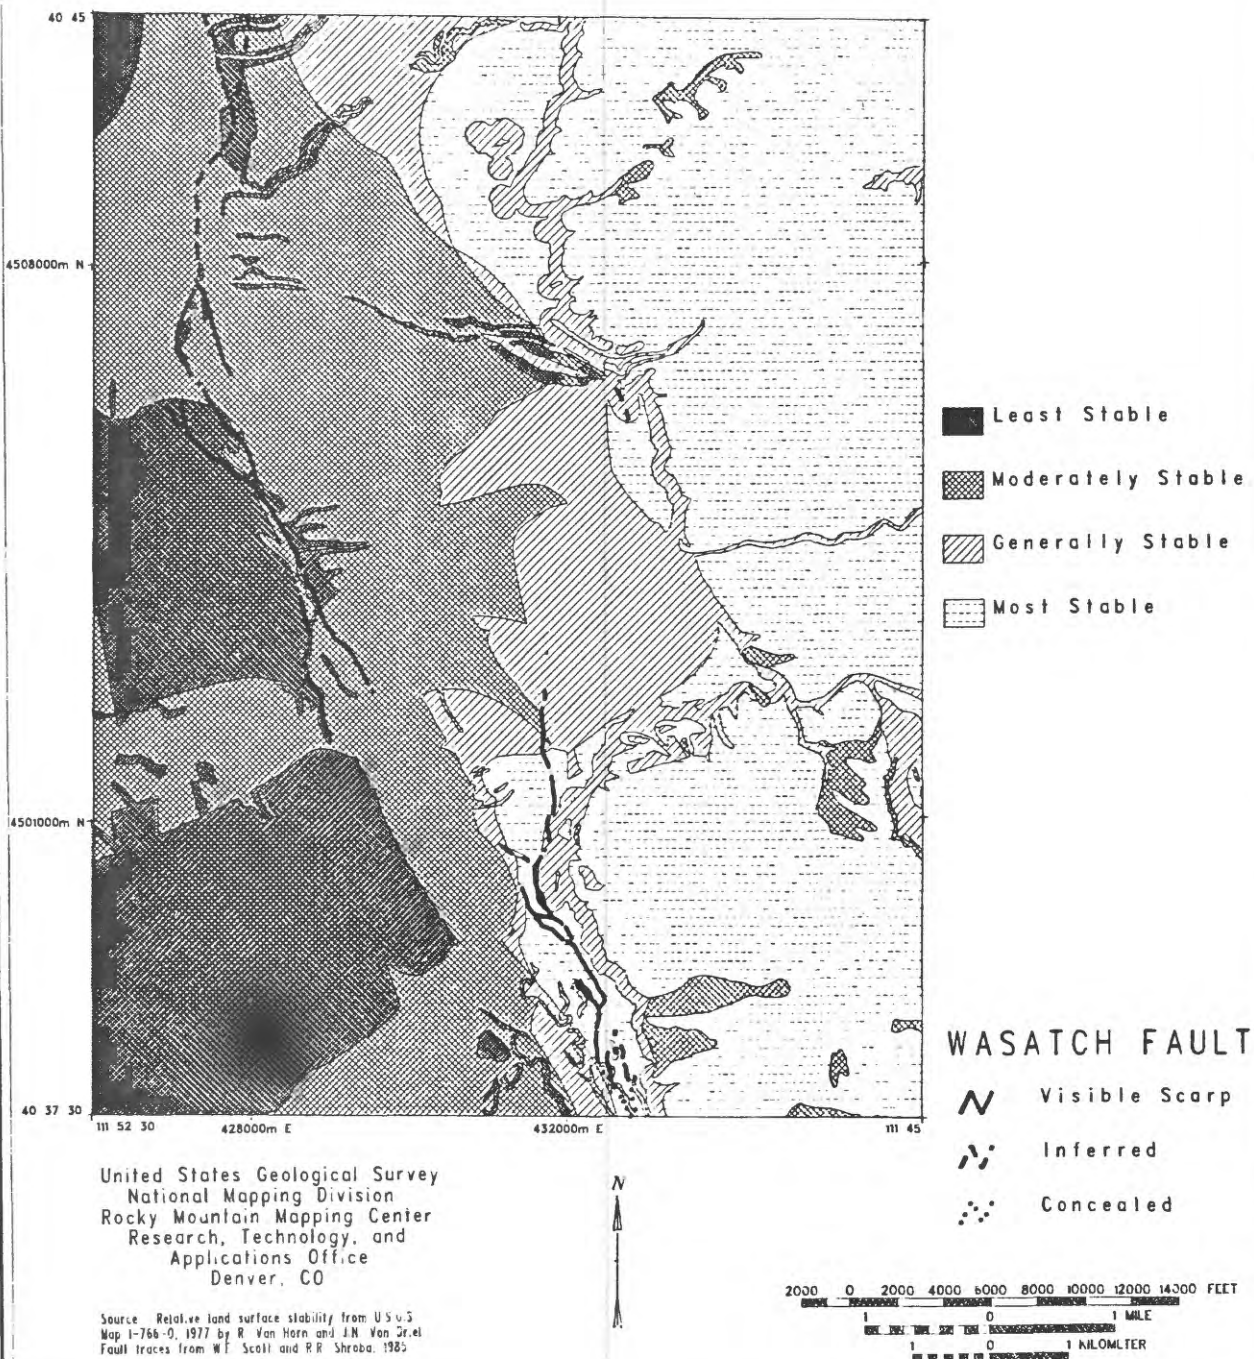 40 45
4508000m N
4501000m N
40 37 30
111 52 30
428000m E
432000m E
111 45
Least Stable
Moderately Stable
Generally Stable
Most Stable
WASATCH FAULT
Visible Scarp
Inferred
Concealed
United States Geological Survey
National Mapping Division
Rocky Mountain Mapping Center
Research, Technology, and
Applications Office
Denver, CO
N
Source Relative land surface stability from U S G S
Map I-766-O, 1977 by R Van Horn and J.N. Von Driel
Fault traces from W E Scott and R R Shroba, 1985
2000 0 2000 4000 6000 8000 10000 12000 14000 FEET
1 0 1 MILE
1 0 1 KILOMETER